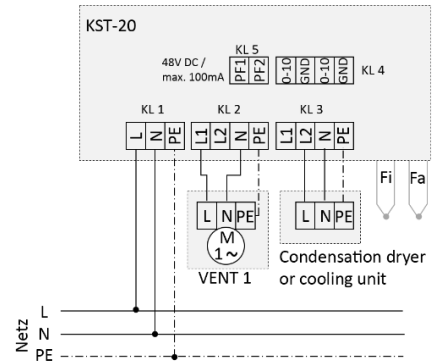 KST-20
KL 5
48V DC /
max. 100mA
PF1 PF2
0-10 GND 0-10 GND
KL 4
KL 1 KL 2 KL 3
L N PE L1 L2 N PE L1 L2 N PE
Fi Fa
L N PE
M
1~
VENT 1
L N PE
Condensation dryer
or cooling unit
Netz
L
N
PE